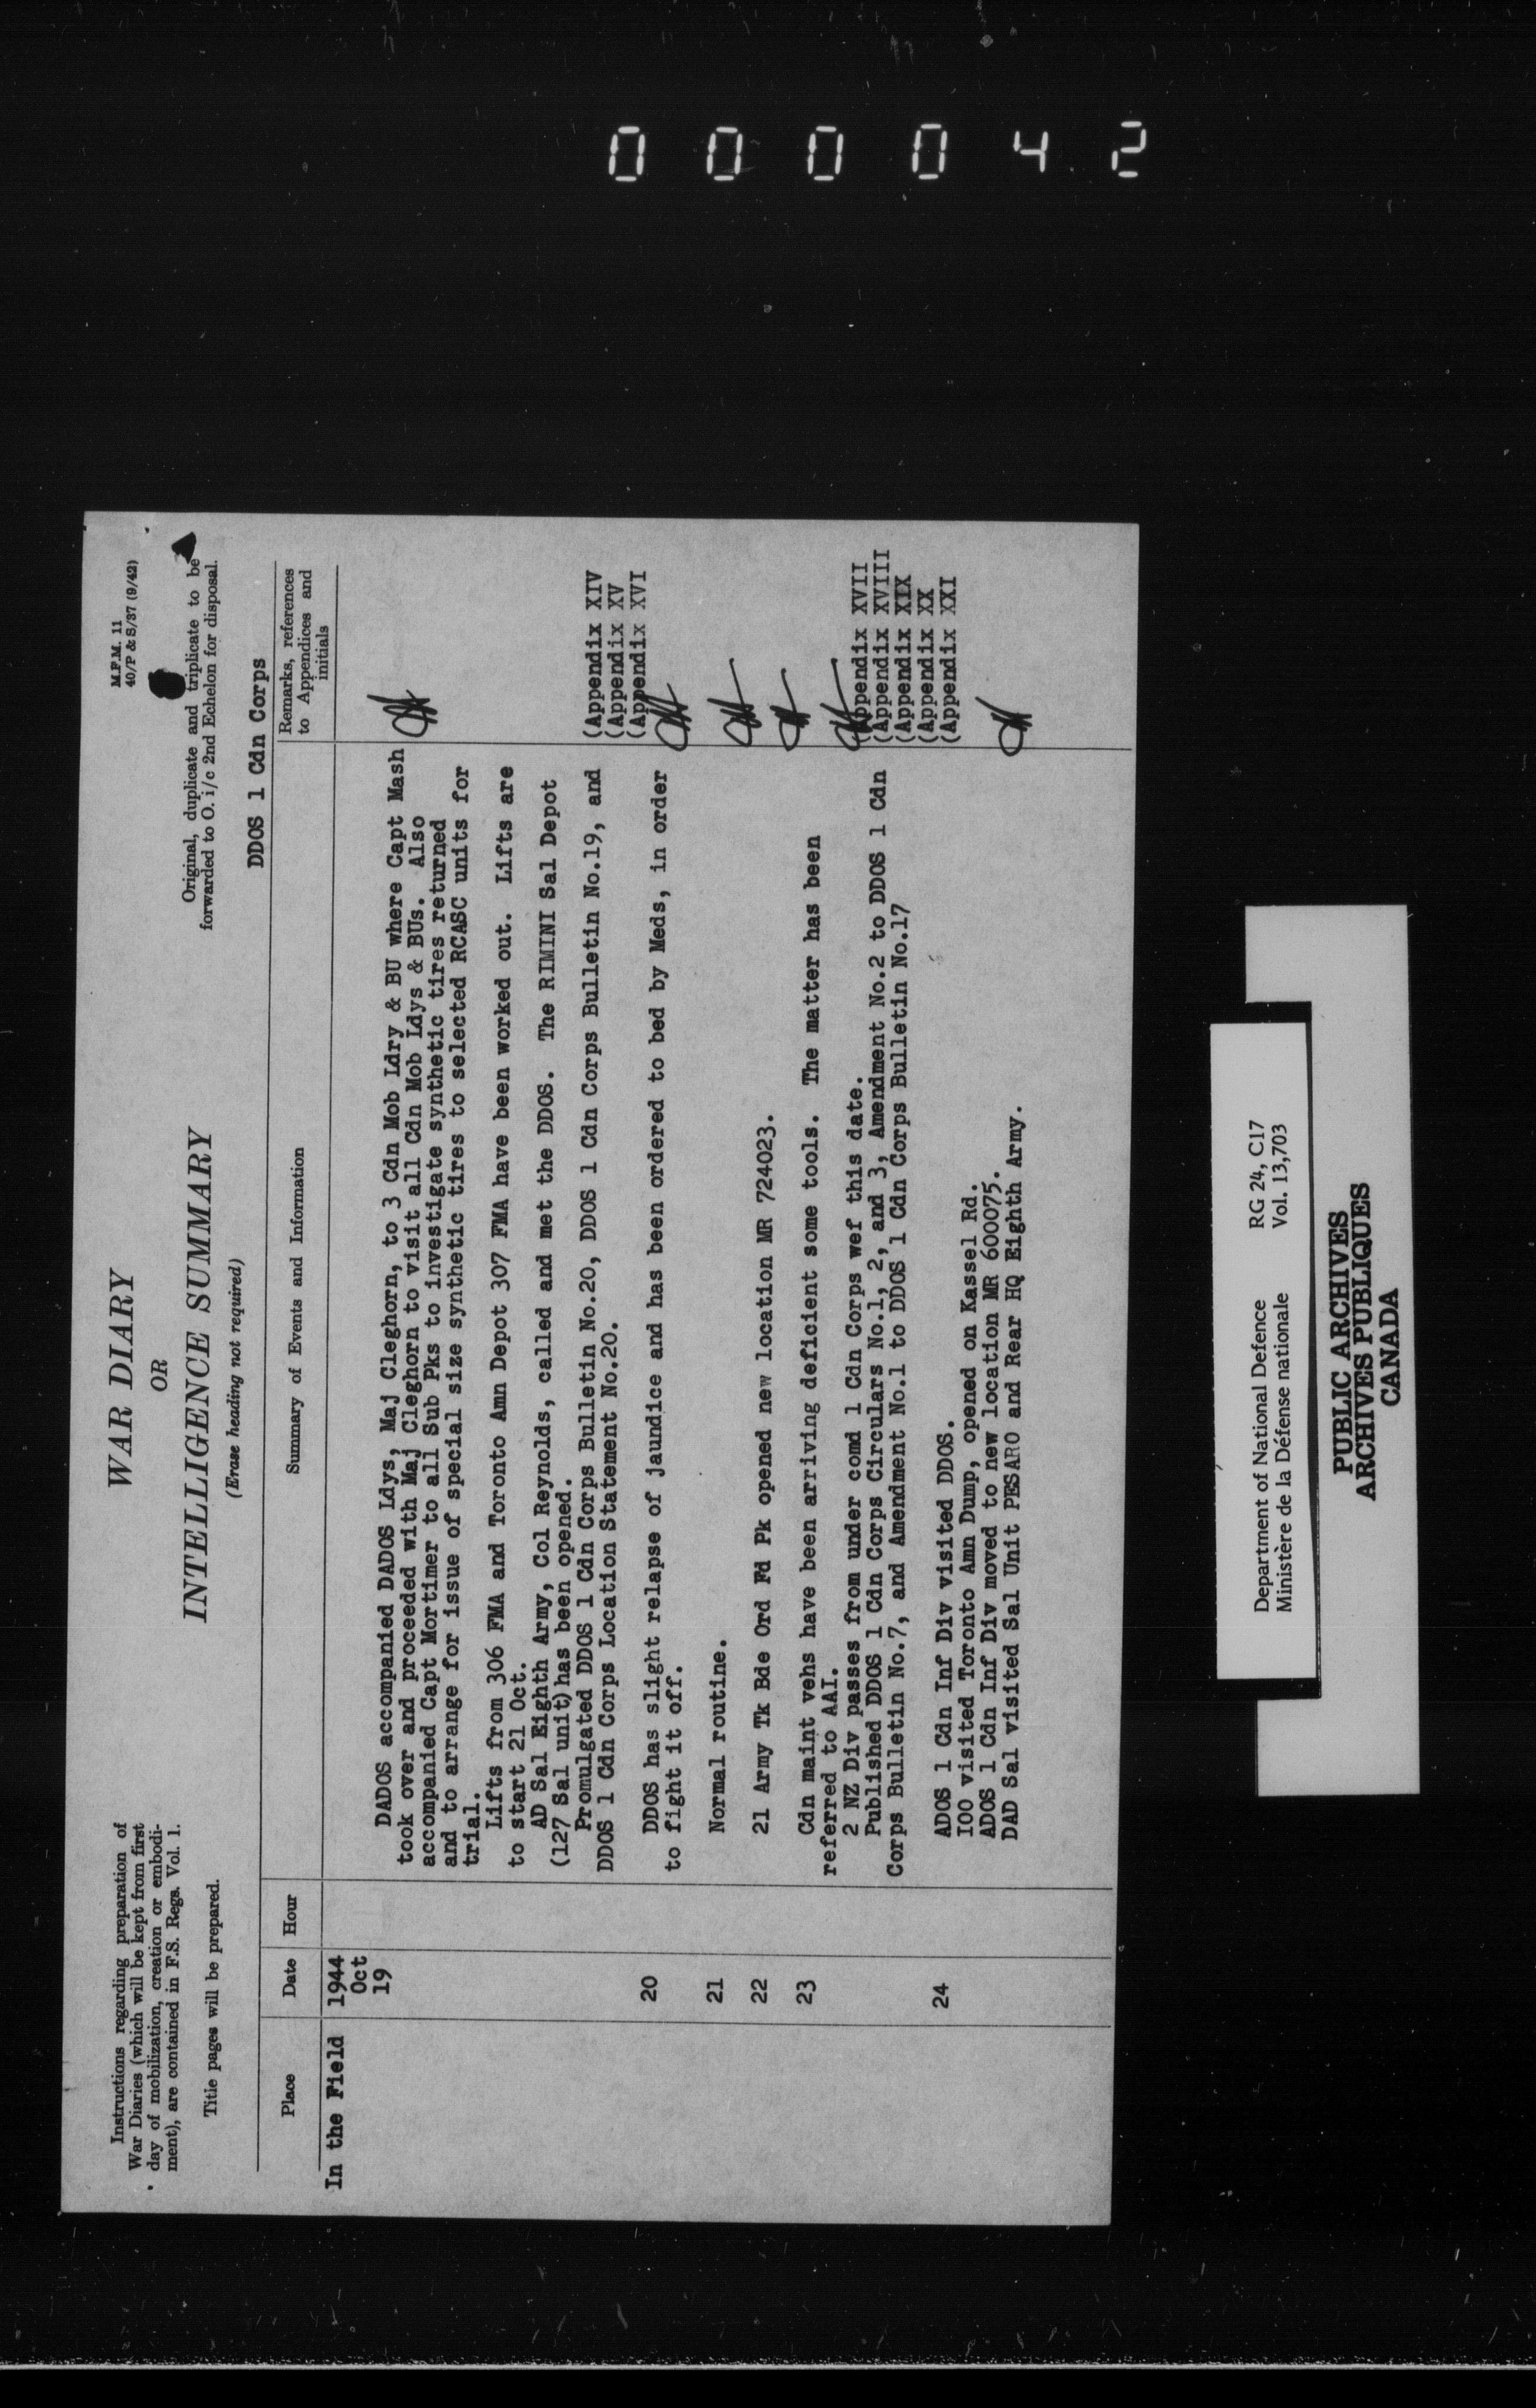 000042
Instructions regarding preparation of
War Diaries (which will be kept from first
day of mobilization, creation or embodi-
ment), are contained in F.S. Regs. Vol. 1.
Title pages will be prepared.
WAR DIARY
OR
INTELLIGENCE SUMMARY
(Erase heading not required)
M.F.M. 11
40/P & S/37 (9/42)
Original, duplicate and triplicate to be
forwarded to O. i/c 2nd Echelon for disposal.
DDOS 1 Cdn Corps
Place
Date
Hour
Summary of Events and Information
Remarks, references
to Appendices and
initials
In the Field
1944
Oct
19
DADOS accompanied DADOS Ldys, Maj Cleghorn, to 3 Cdn Mob Ldry & BU where Capt Mash
took over and proceeded with Maj Cleghorn to visit all Cdn Mob Ldys & BUs. Also
accompanied Capt Mortimer to all Sub Pks to investigate synthetic tires returned
and to arrange for issue of special size synthetic tires to selected RCASC units for
trial.
Lifts from 306 FMA and Toronto Amn Depot 307 FMA have been worked out. Lifts are
to start 21 Oct.
AD Sal Eighth Army, Col Reynolds, called and met the DDOS. The RIMINI Sal Depot
(127 Sal unit) has been opened.
Promulgated DDOS 1 Cdn Corps Bulletin No.20, DDOS 1 Cdn Corps Bulletin No.19, and
DDOS 1 Cdn Corps Location Statement No.20.
(Appendix XIV
(Appendix XV
(Appendix XVI
20
DDOS has slight relapse of jaundice and has been ordered to bed by Meds, in order
to fight it off.
21
Normal routine.
22
21 Army Tk Bde Ord Fd Pk opened new location MR 724023.
23
Cdn maint vehs have been arriving deficient some tools. The matter has been
referred to AAI.
2 NZ Div passes from under comd 1 Cdn Corps wef this date.
Published DDOS 1 Cdn Corps Circulars No.1, 2, and 3, Amendment No.2 to DDOS 1 Cdn
Corps Bulletin No.7, and Amendment No.1 to DDOS 1 Cdn Corps Bulletin No.17
(Appendix XVII
(Appendix XVIII
(Appendix XIX
(Appendix XX
(Appendix XXI
24
ADOS 1 Cdn Inf Div visited DDOS.
IOO visited Toronto Amn Dump, opened on Kassel Rd.
ADOS 1 Cdn Inf Div moved to new location MR 600075.
DAD Sal visited Sal Unit PESARO and Rear HQ Eighth Army.
Department of National Defence RG 24, C17
Ministère de la Défense nationale Vol. 13,703
PUBLIC ARCHIVES
ARCHIVES PUBLIQUES
CANADA